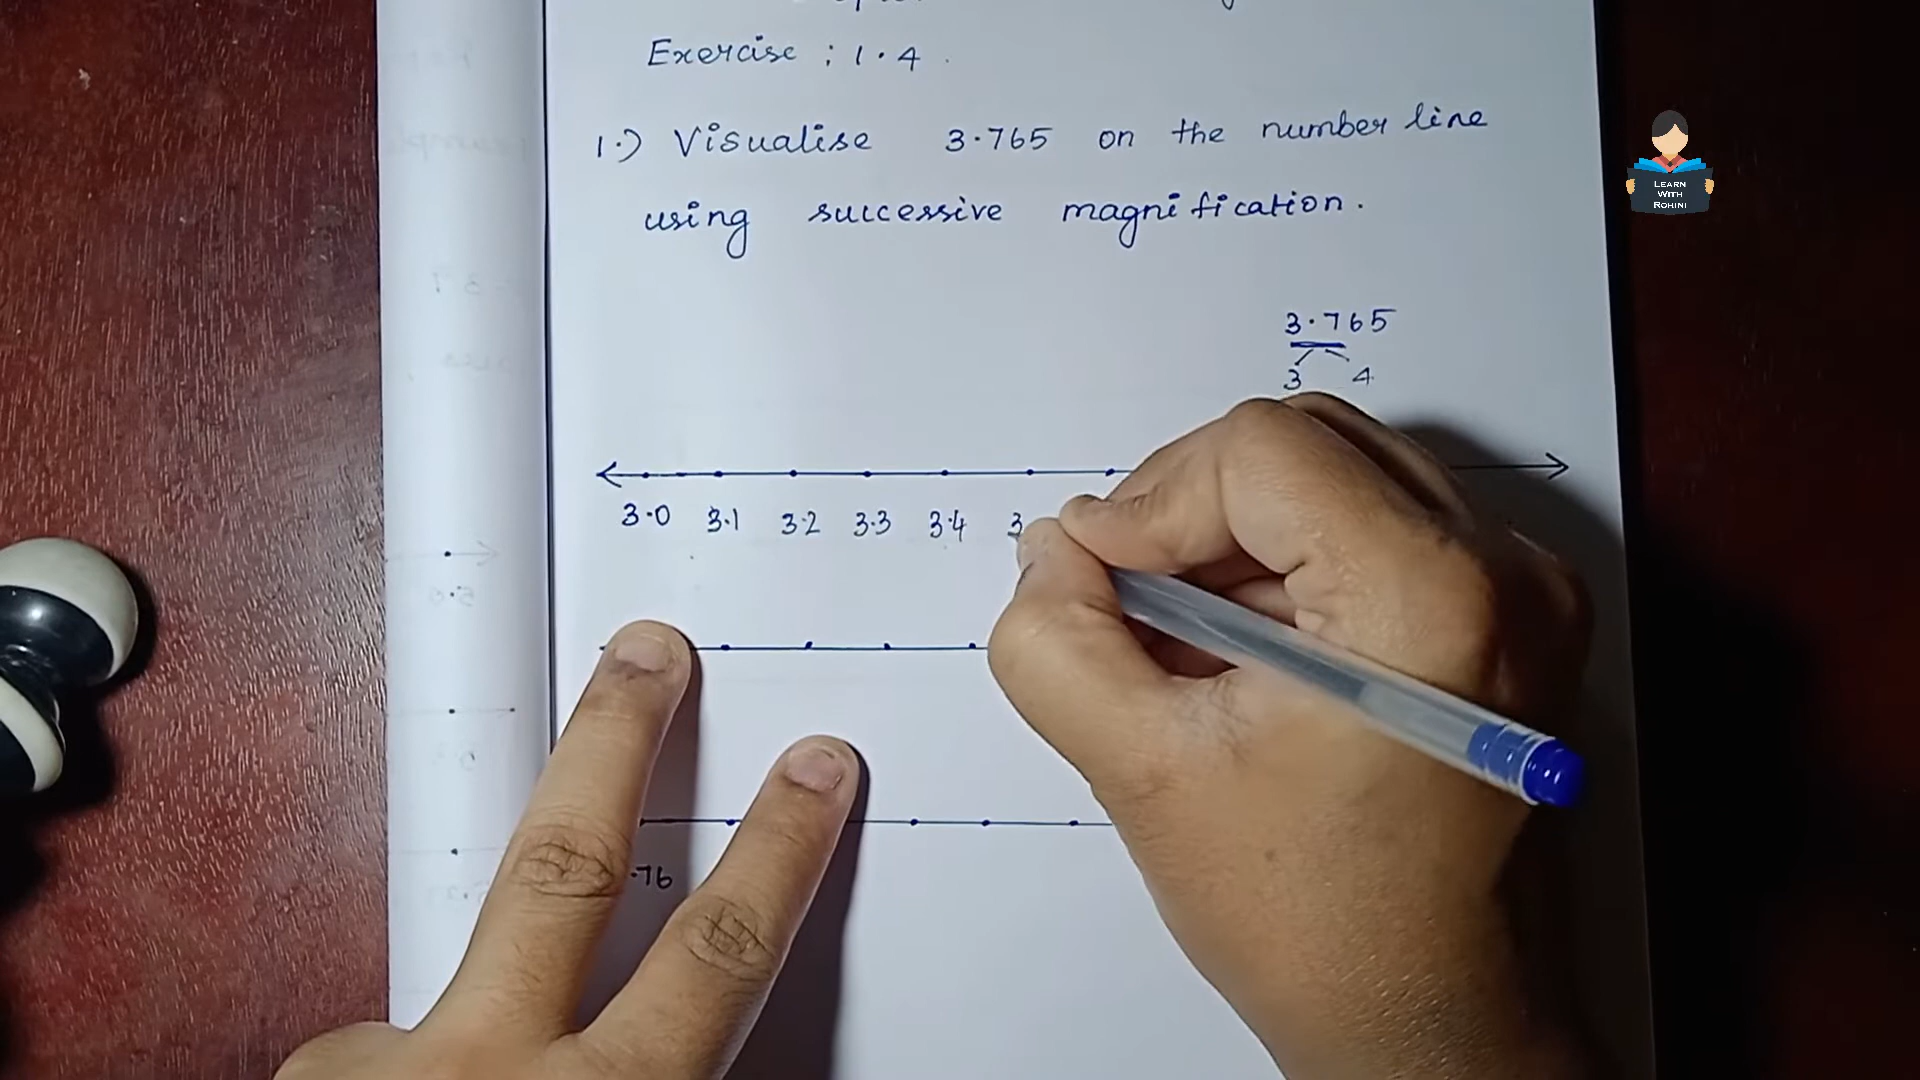 Exercise : 1.4
1.) Visualise 3.765 on the number line
using successive magnification.
LEARN
WITH
ROHINI
3.765
3 4
3.0 3.1 3.2 3.3 3.4 3
.76